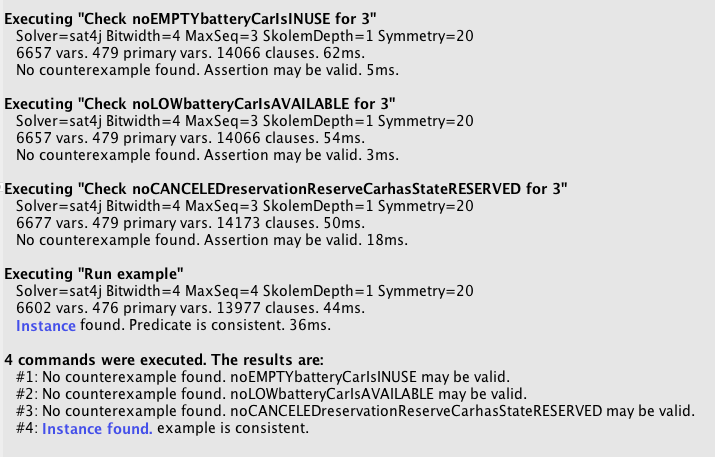 Executing "Check noEMPTYbatteryCarIsINUSE for 3"
Solver=sat4j Bitwidth=4 MaxSeq=3 SkolemDepth=1 Symmetry=20
6657 vars. 479 primary vars. 14066 clauses. 62ms.
No counterexample found. Assertion may be valid. 5ms.
Executing "Check noLOWbatteryCarIsAVAILABLE for 3"
Solver=sat4j Bitwidth=4 MaxSeq=3 SkolemDepth=1 Symmetry=20
6657 vars. 479 primary vars. 14066 clauses. 54ms.
No counterexample found. Assertion may be valid. 3ms.
Executing "Check noCANCELEDreservationReserveCarhasStateRESERVED for 3"
Solver=sat4j Bitwidth=4 MaxSeq=3 SkolemDepth=1 Symmetry=20
6677 vars. 479 primary vars. 14173 clauses. 50ms.
No counterexample found. Assertion may be valid. 18ms.
Executing "Run example"
Solver=sat4j Bitwidth=4 MaxSeq=4 SkolemDepth=1 Symmetry=20
6602 vars. 476 primary vars. 13977 clauses. 44ms.
Instance found. Predicate is consistent. 36ms.
4 commands were executed. The results are:
#1: No counterexample found. noEMPTYbatteryCarIsINUSE may be valid.
#2: No counterexample found. noLOWbatteryCarIsAVAILABLE may be valid.
#3: No counterexample found. noCANCELEDreservationReserveCarhasStateRESERVED may be valid.
#4: Instance found. example is consistent.